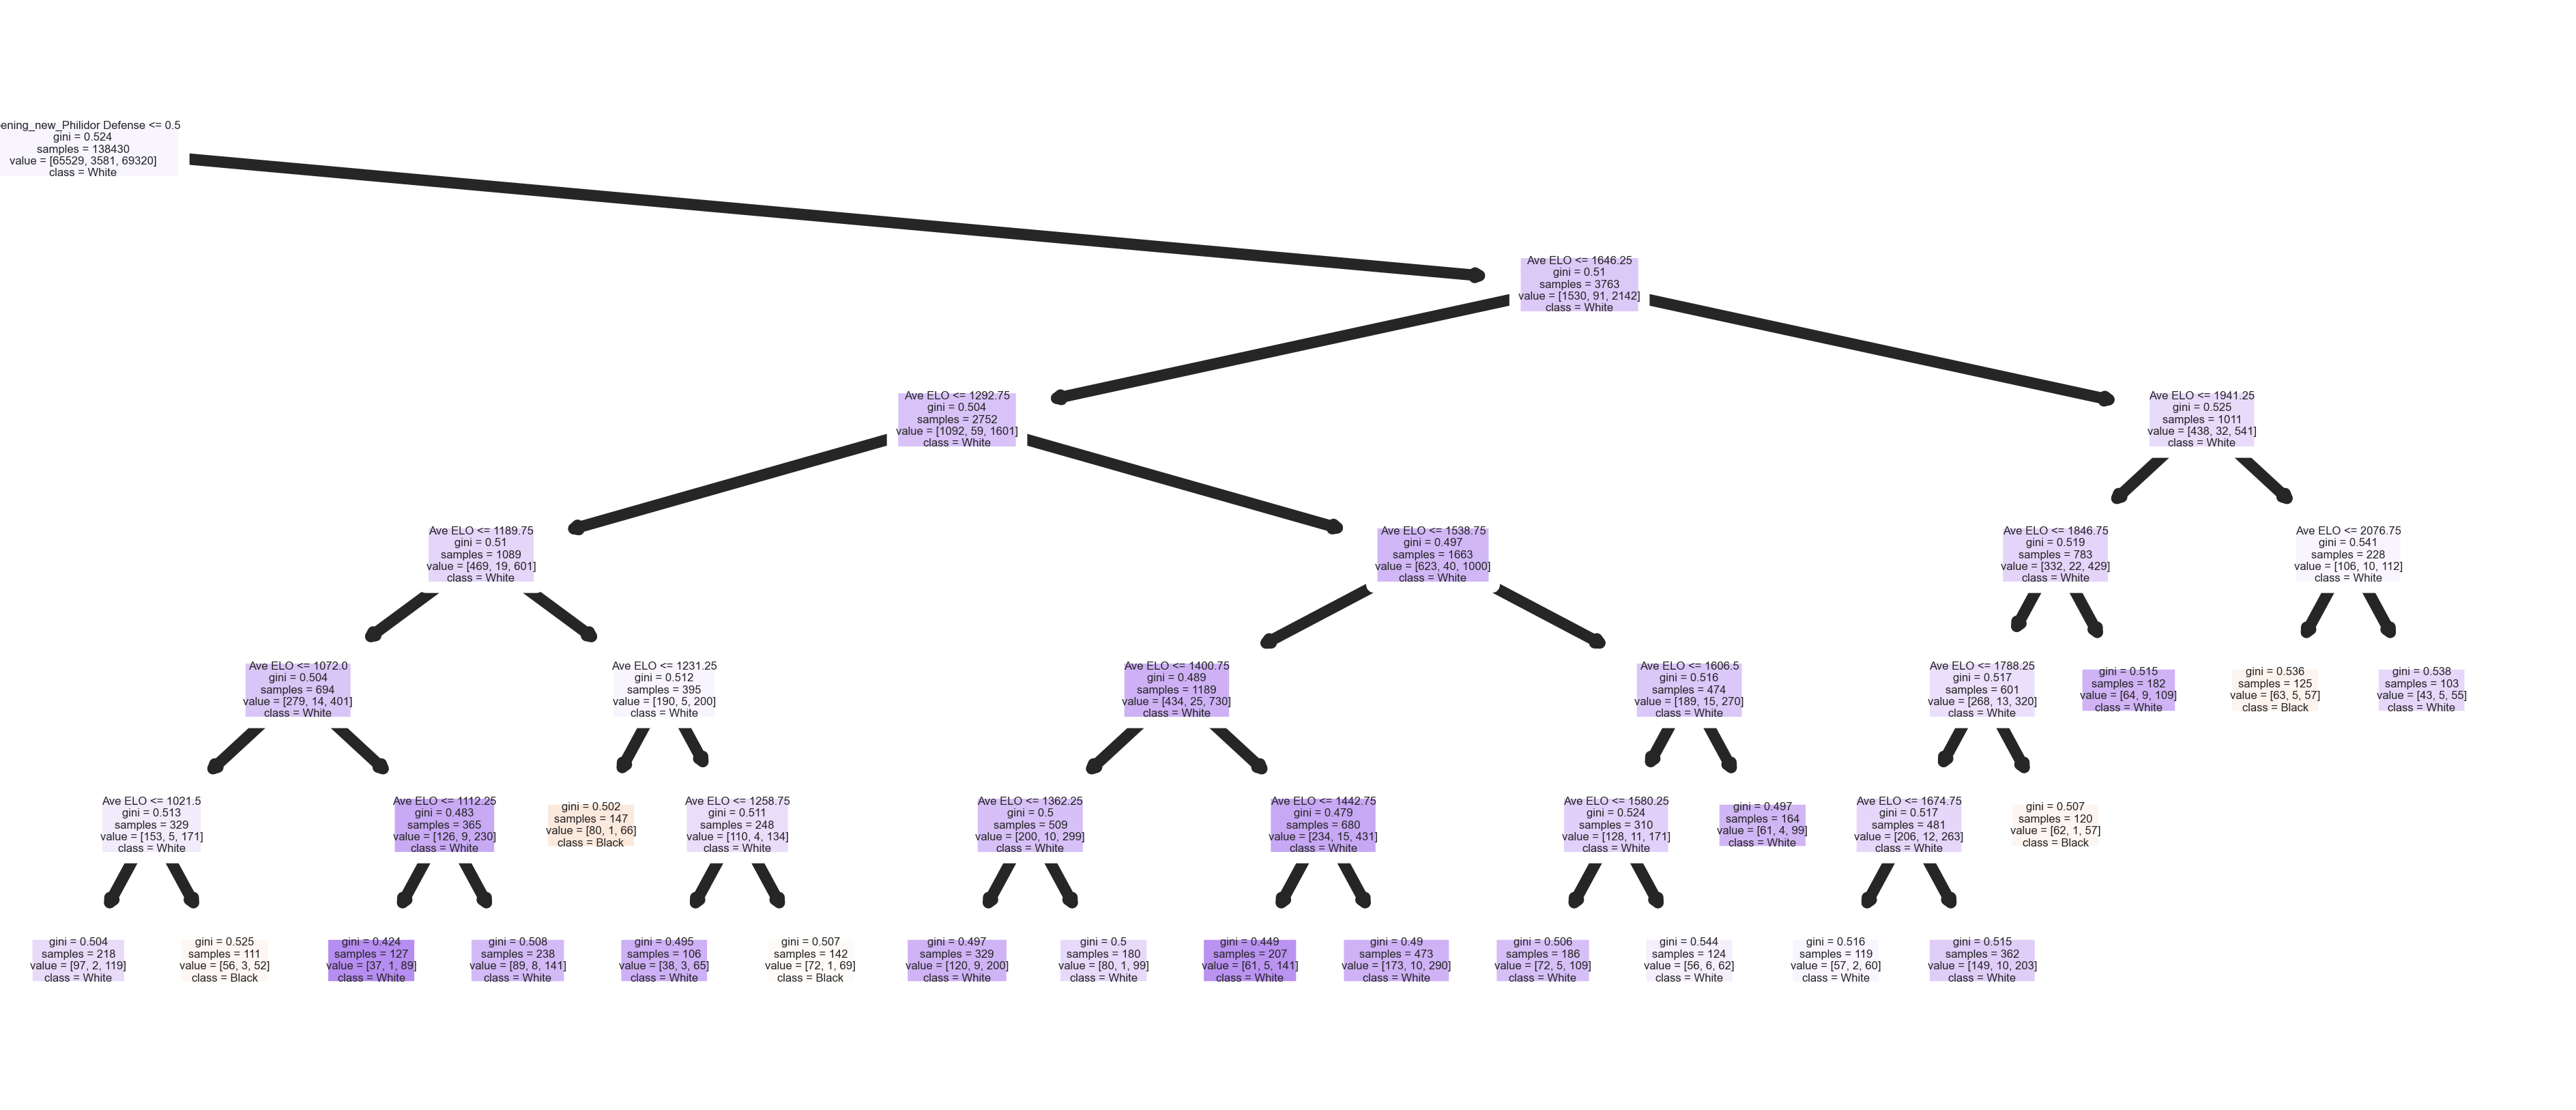 ening_new_Philidor Defense <= 0.5
gini = 0.524
samples = 138430
value = [65529, 3581, 69320]
class = White
Ave ELO <= 1646.25
gini = 0.51
samples = 3763
value = [1530, 91, 2142]
class = White
Ave ELO <= 1292.75
gini = 0.504
samples = 2752
value = [1092, 59, 1601]
class = White
Ave ELO <= 1941.25
gini = 0.525
samples = 1011
value = [438, 32, 541]
class = White
Ave ELO <= 1189.75
gini = 0.51
samples = 1089
value = [469, 19, 601]
class = White
Ave ELO <= 1538.75
gini = 0.497
samples = 1663
value = [623, 40, 1000]
class = White
Ave ELO <= 1846.75
gini = 0.519
samples = 783
value = [332, 22, 429]
class = White
Ave ELO <= 2076.75
gini = 0.541
samples = 228
value = [106, 10, 112]
class = White
Ave ELO <= 1072.0
gini = 0.504
samples = 694
value = [279, 14, 401]
class = White
Ave ELO <= 1231.25
gini = 0.512
samples = 395
value = [190, 5, 200]
class = White
Ave ELO <= 1400.75
gini = 0.489
samples = 1189
value = [434, 25, 730]
class = White
Ave ELO <= 1606.5
gini = 0.516
samples = 474
value = [189, 15, 270]
class = White
Ave ELO <= 1788.25
gini = 0.517
samples = 601
value = [268, 13, 320]
class = White
gini = 0.515
samples = 182
value = [64, 9, 109]
class = White
gini = 0.536
samples = 125
value = [63, 5, 57]
class = Black
gini = 0.538
samples = 103
value = [43, 5, 55]
class = White
Ave ELO <= 1021.5
gini = 0.513
samples = 329
value = [153, 5, 171]
class = White
Ave ELO <= 1112.25
gini = 0.483
samples = 365
value = [126, 9, 230]
class = White
gini = 0.502
samples = 147
value = [80, 1, 66]
class = Black
Ave ELO <= 1258.75
gini = 0.511
samples = 248
value = [110, 4, 134]
class = White
Ave ELO <= 1362.25
gini = 0.5
samples = 509
value = [200, 10, 299]
class = White
Ave ELO <= 1442.75
gini = 0.479
samples = 680
value = [234, 15, 431]
class = White
Ave ELO <= 1580.25
gini = 0.524
samples = 310
value = [128, 11, 171]
class = White
gini = 0.497
samples = 164
value = [61, 4, 99]
class = White
Ave ELO <= 1674.75
gini = 0.517
samples = 481
value = [206, 12, 263]
class = White
gini = 0.507
samples = 120
value = [62, 1, 57]
class = Black
gini = 0.504
samples = 218
value = [97, 2, 119]
class = White
gini = 0.525
samples = 111
value = [56, 3, 52]
class = Black
gini = 0.424
samples = 127
value = [37, 1, 89]
class = White
gini = 0.508
samples = 238
value = [89, 8, 141]
class = White
gini = 0.495
samples = 106
value = [38, 3, 65]
class = White
gini = 0.507
samples = 142
value = [72, 1, 69]
class = Black
gini = 0.497
samples = 329
value = [120, 9, 200]
class = White
gini = 0.5
samples = 180
value = [80, 1, 99]
class = White
gini = 0.449
samples = 207
value = [61, 5, 141]
class = White
gini = 0.49
samples = 473
value = [173, 10, 290]
class = White
gini = 0.506
samples = 186
value = [72, 5, 109]
class = White
gini = 0.544
samples = 124
value = [56, 6, 62]
class = White
gini = 0.516
samples = 119
value = [57, 2, 60]
class = White
gini = 0.515
samples = 362
value = [149, 10, 203]
class = White